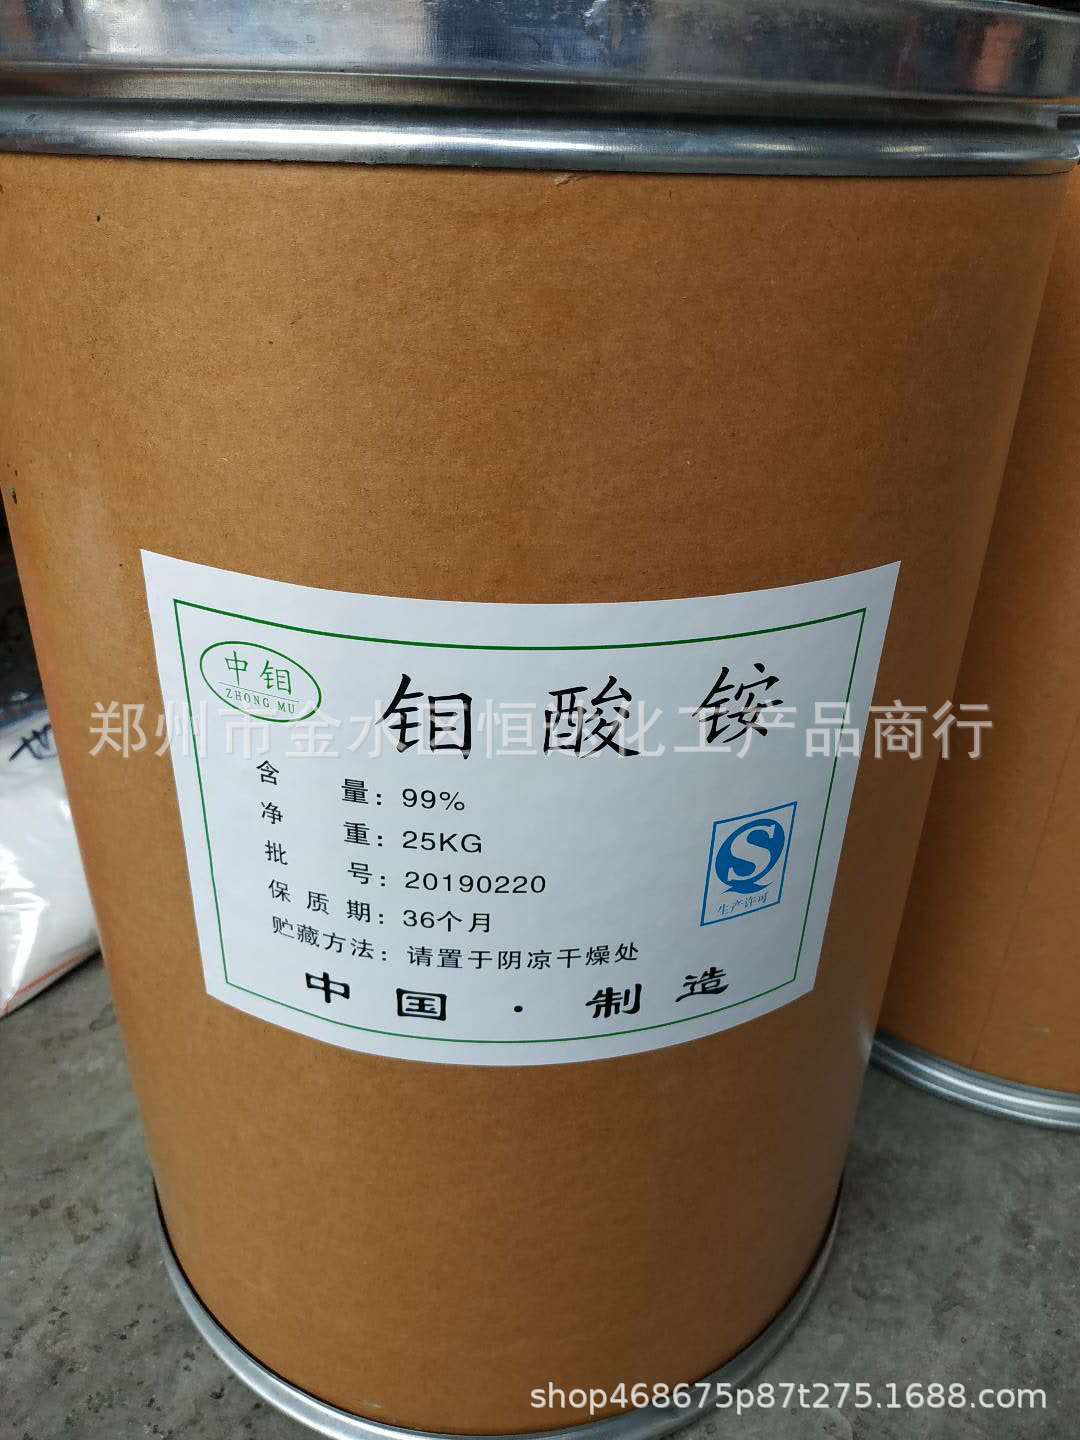 中钼
ZHONG MU
钼酸铵
郑州市金水区恒
化工产品商行
含量：99%
净重：25KG
批号：20190220
保质期：36个月
贮藏方法：请置于阴凉干燥处
生产许可
中国·制造
shop468675p87t275.1688.com